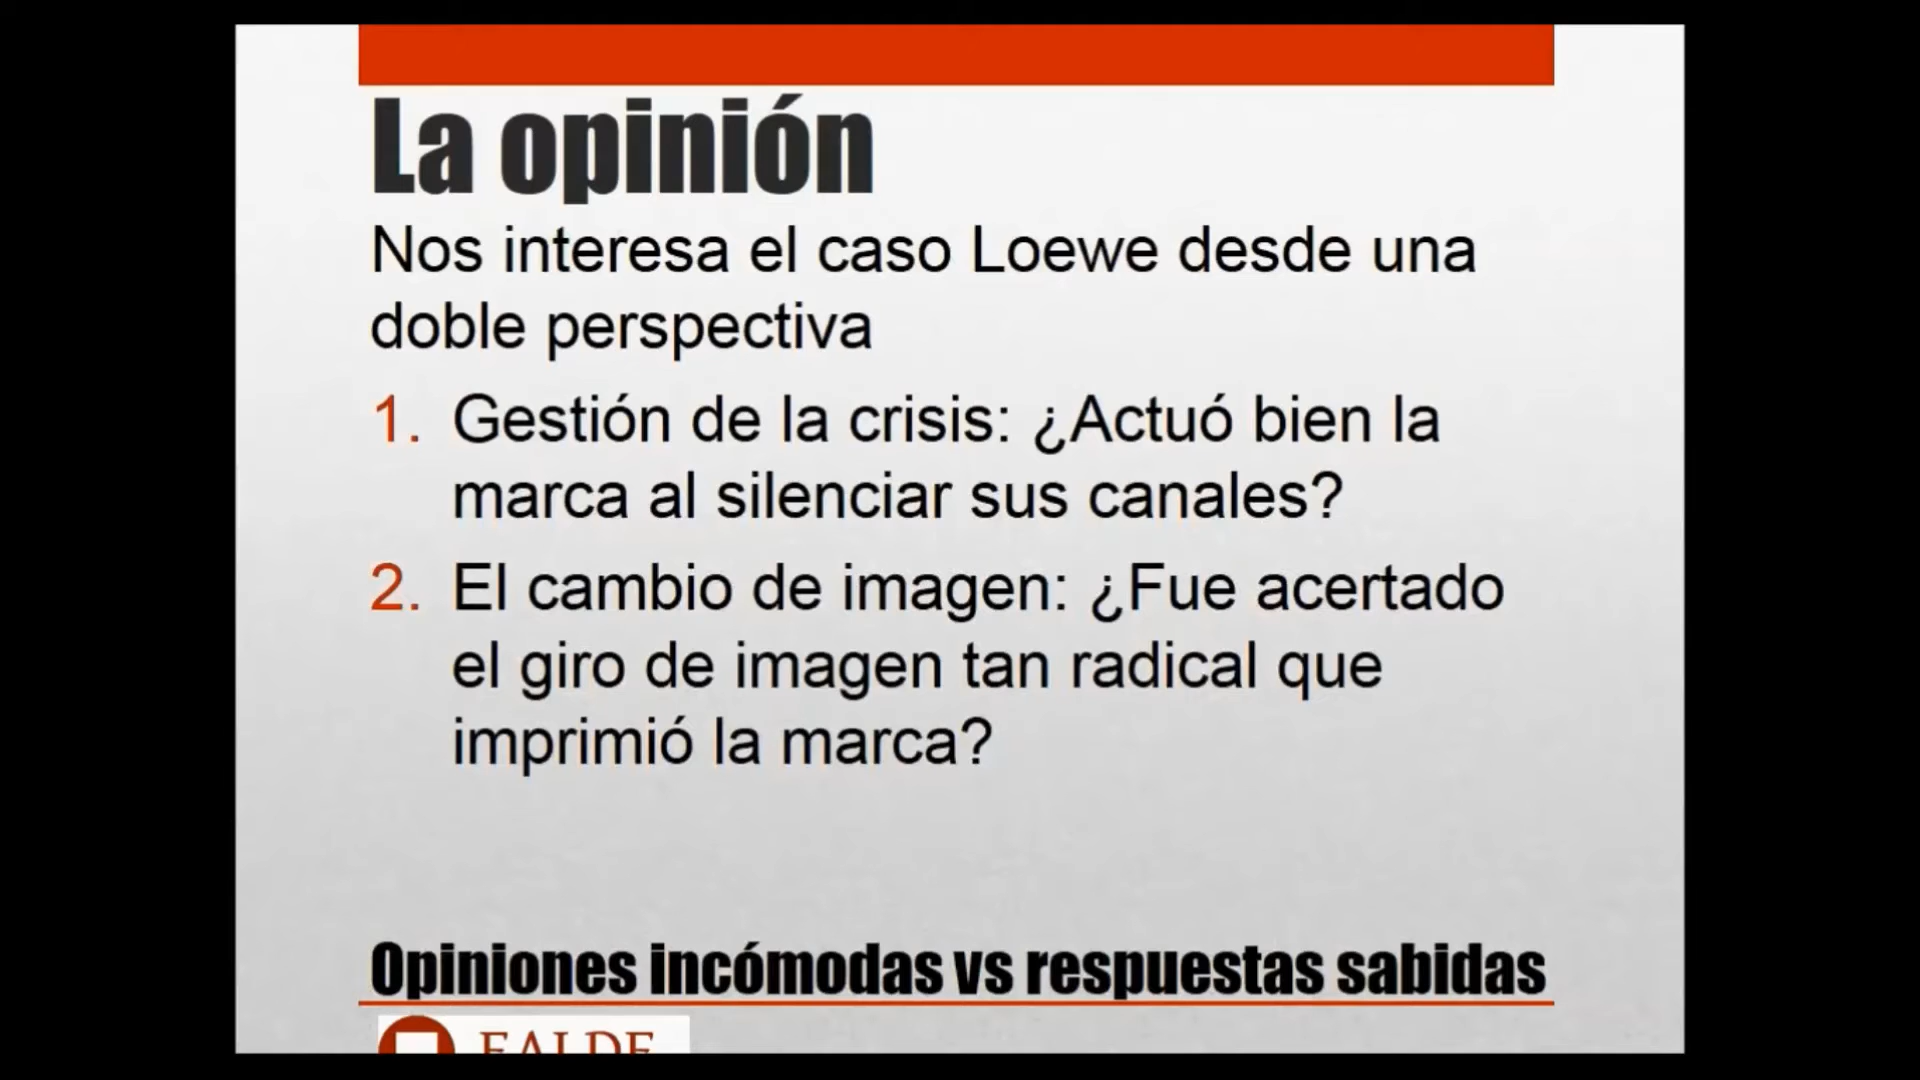 La opinión
Nos interesa el caso Loewe desde una
doble perspectiva
1. Gestión de la crisis: ¿Actuó bien la
marca al silenciar sus canales?
2. El cambio de imagen: ¿Fue acertado
el giro de imagen tan radical que
imprimió la marca?
Opiniones incómodas vs respuestas sabidas
EALDE